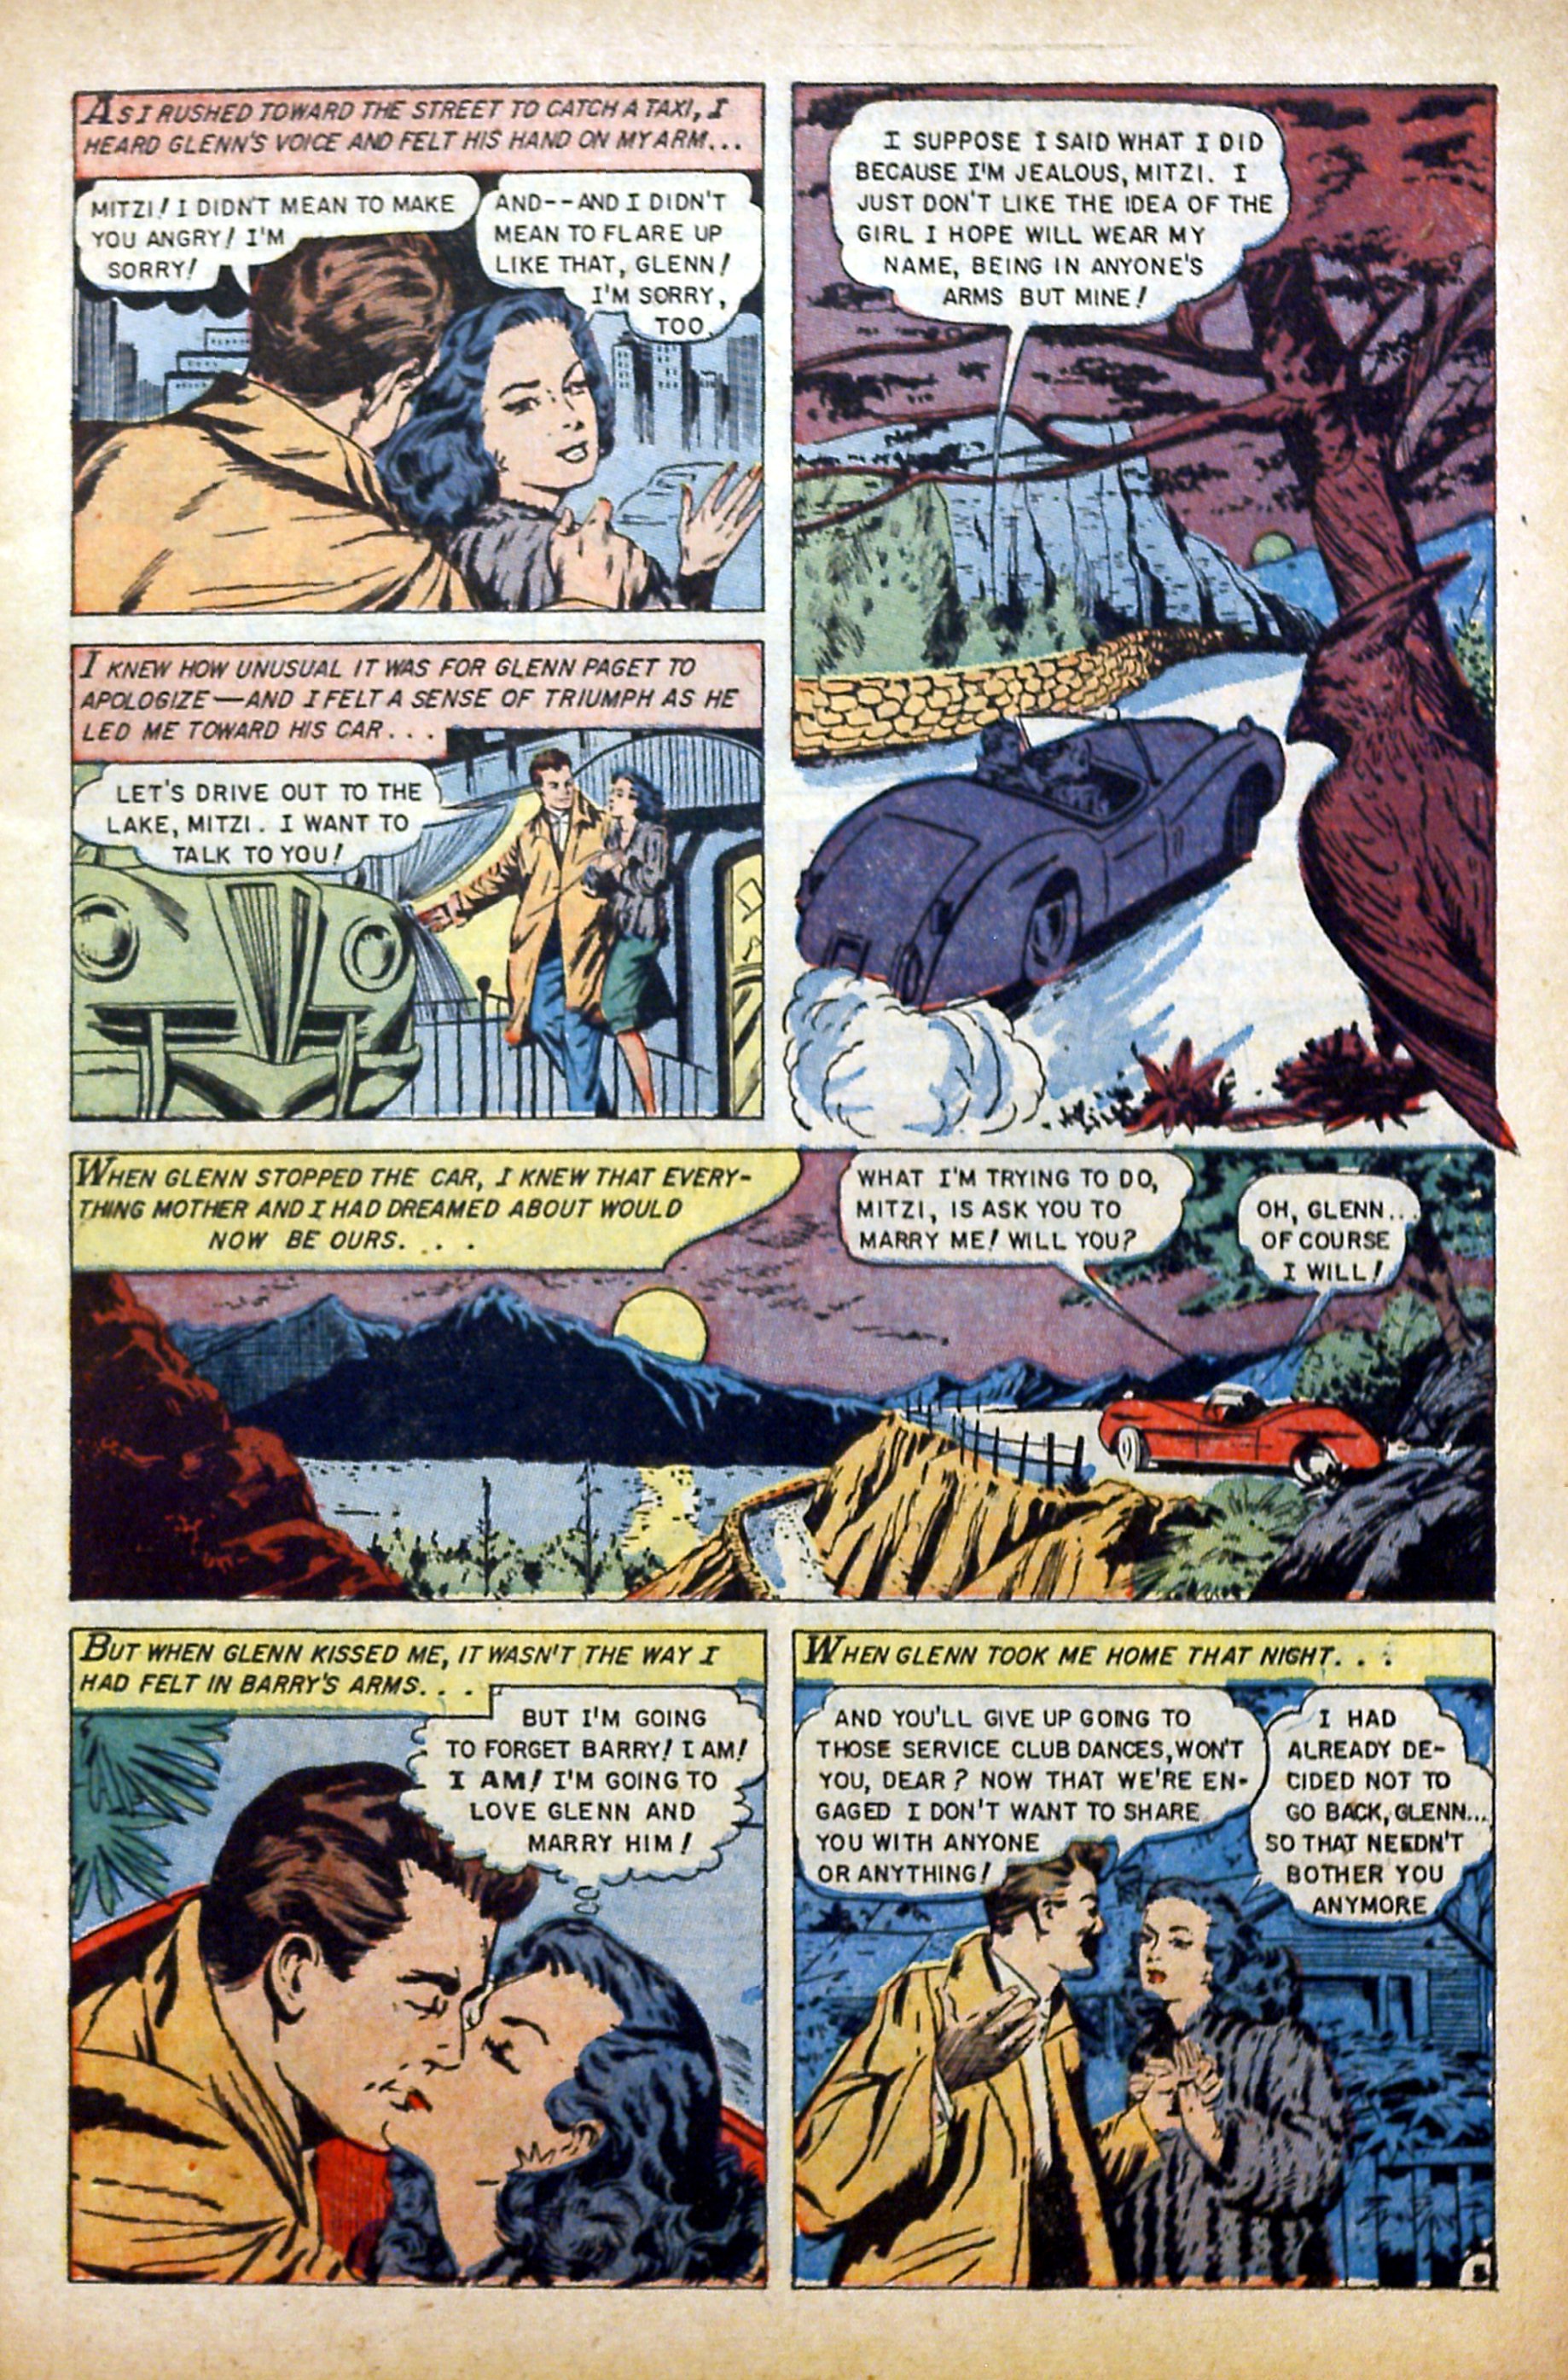 AS I RUSHED TOWARD THE STREET TO CATCH A TAXI, I
HEARD GLENN'S VOICE AND FELT HIS HAND ON MY ARM...
MITZI! I DIDN'T MEAN TO MAKE
YOU ANGRY! I'M
SORRY!
AND--AND I DIDN'T
MEAN TO FLARE UP
LIKE THAT, GLENN!
I'M SORRY,
TOO.
I KNEW HOW UNUSUAL IT WAS FOR GLENN PAGET TO
APOLOGIZE—AND I FELT A SENSE OF TRIUMPH AS HE
LED ME TOWARD HIS CAR...
LET'S DRIVE OUT TO THE
LAKE, MITZI. I WANT TO
TALK TO YOU!
I SUPPOSE I SAID WHAT I DID
BECAUSE I'M JEALOUS, MITZI. I
JUST DON'T LIKE THE IDEA OF THE
GIRL I HOPE WILL WEAR MY
NAME, BEING IN ANYONE'S
ARMS BUT MINE!
WHEN GLENN STOPPED THE CAR, I KNEW THAT EVERY-
THING MOTHER AND I HAD DREAMED ABOUT WOULD
NOW BE OURS....
WHAT I'M TRYING TO DO,
MITZI, IS ASK YOU TO
MARRY ME! WILL YOU?
OH, GLENN...
OF COURSE
I WILL!
BUT WHEN GLENN KISSED ME, IT WASN'T THE WAY I
HAD FELT IN BARRY'S ARMS....
BUT I'M GOING
TO FORGET BARRY! I AM!
I AM! I'M GOING TO
LOVE GLENN AND
MARRY HIM!
WHEN GLENN TOOK ME HOME THAT NIGHT...
AND YOU'LL GIVE UP GOING TO
THOSE SERVICE CLUB DANCES, WON'T
YOU, DEAR? NOW THAT WE'RE EN-
GAGED I DON'T WANT TO SHARE
YOU WITH ANYONE
OR ANYTHING!
I HAD
ALREADY DE-
CIDED NOT TO
GO BACK, GLENN...
SO THAT NEEDN'T
BOTHER YOU
ANYMORE